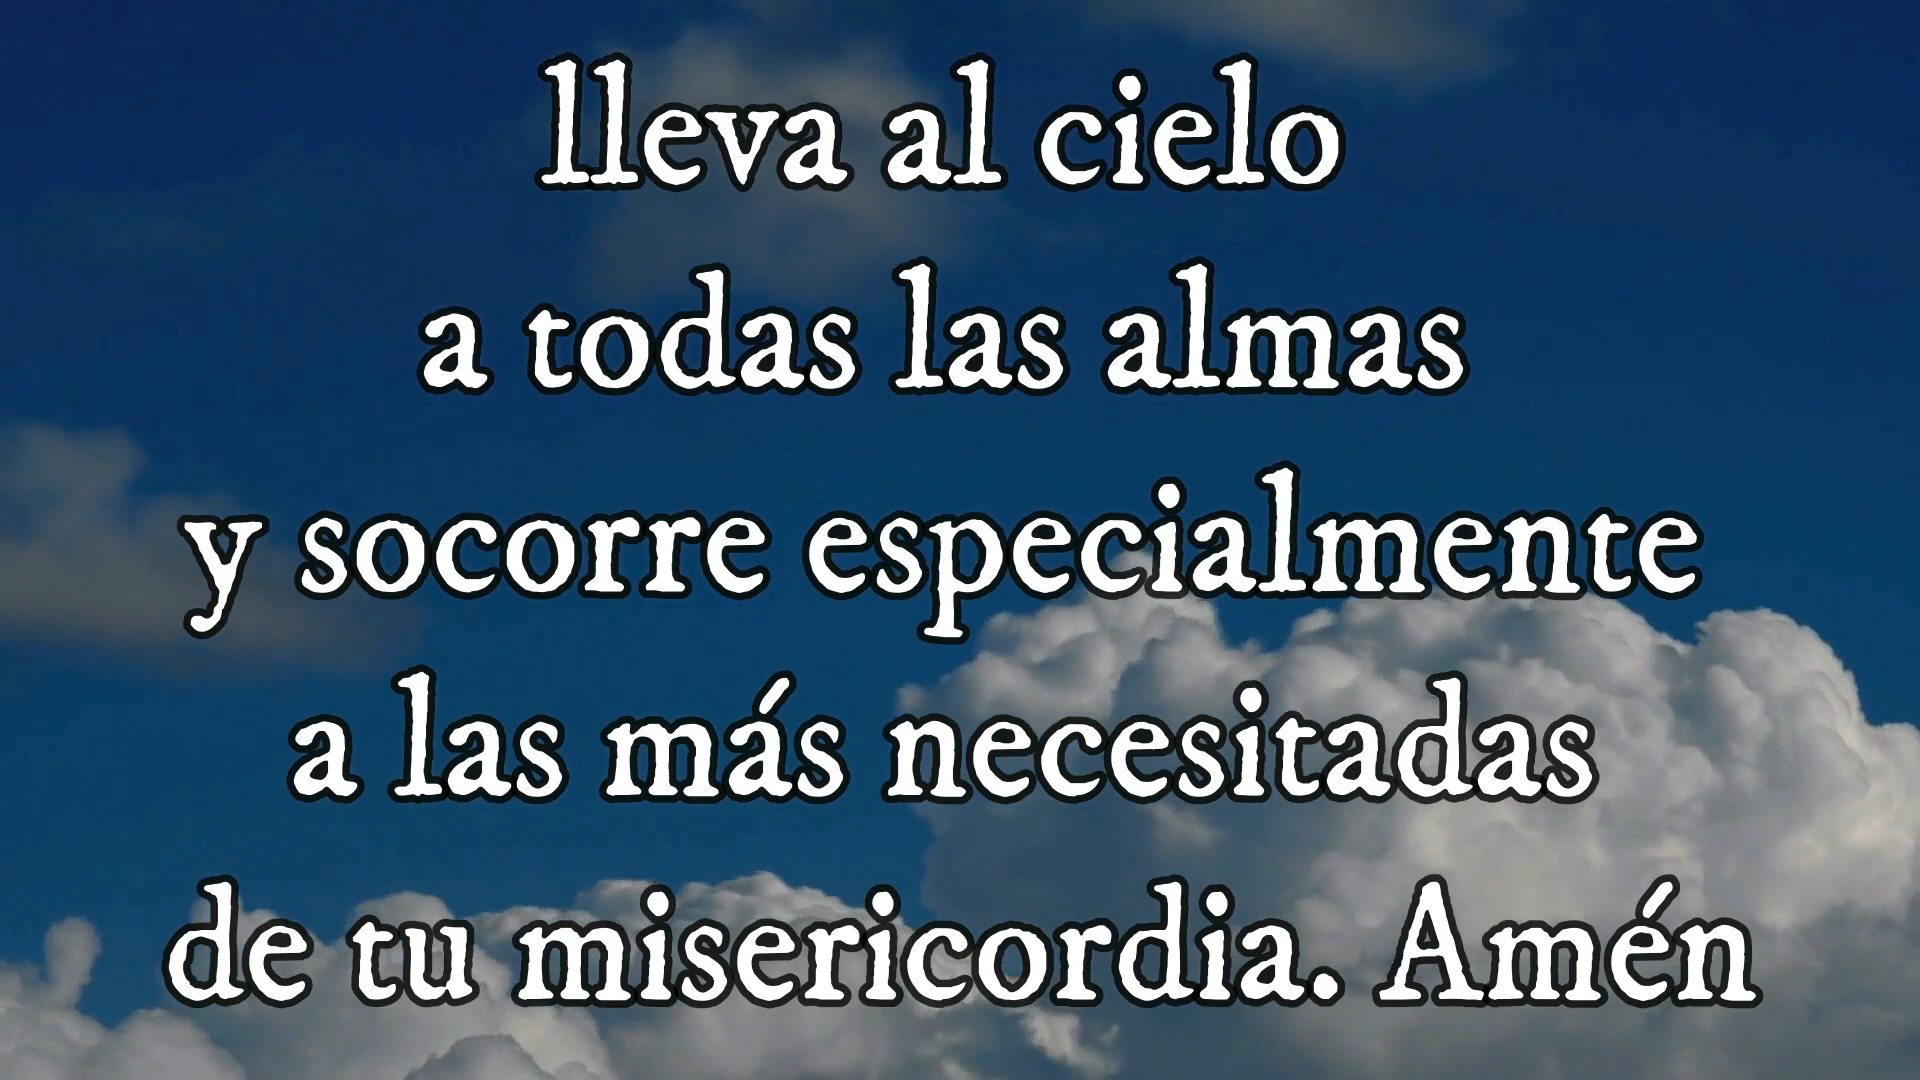 lleva al cielo
a todas las almas
y socorre especialmente
a las más necesitadas
de tu misericordia. Amén